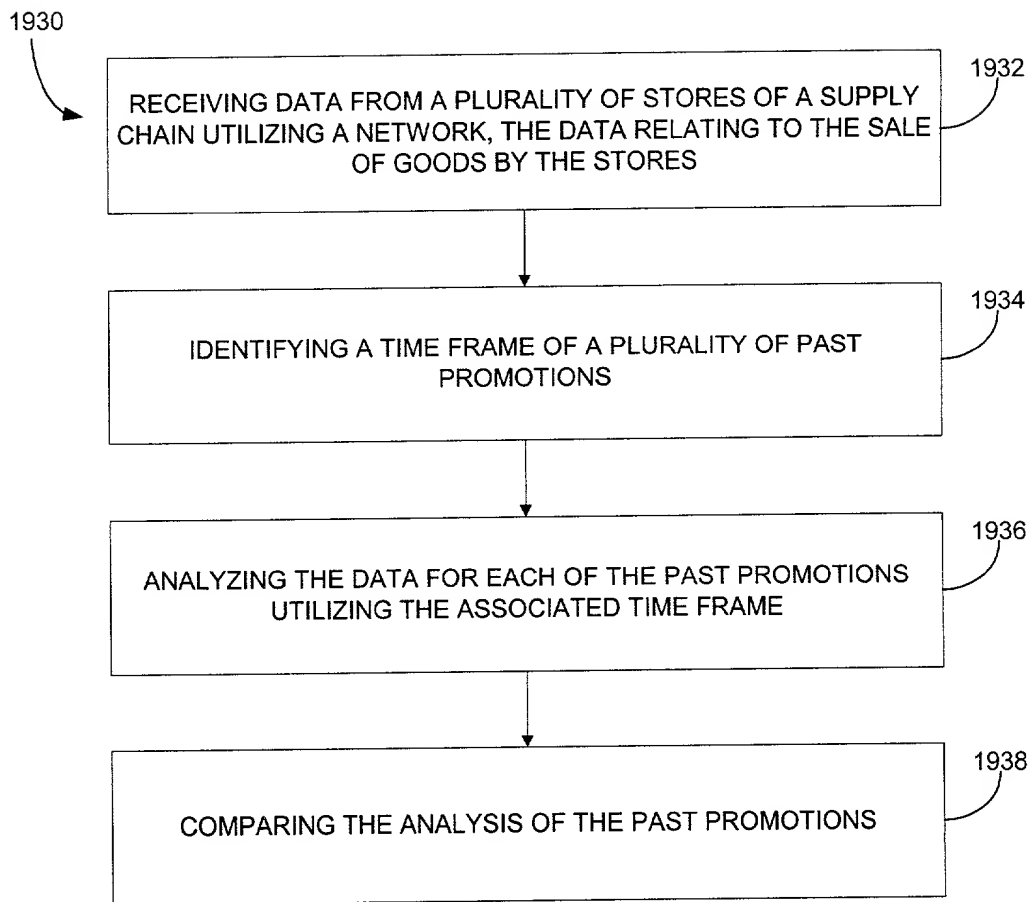 1930
1932
RECEIVING DATA FROM A PLURALITY OF STORES OF A SUPPLY
CHAIN UTILIZING A NETWORK, THE DATA RELATING TO THE SALE
OF GOODS BY THE STORES
1934
IDENTIFYING A TIME FRAME OF A PLURALITY OF PAST
PROMOTIONS
1936
ANALYZING THE DATA FOR EACH OF THE PAST PROMOTIONS
UTILIZING THE ASSOCIATED TIME FRAME
1938
COMPARING THE ANALYSIS OF THE PAST PROMOTIONS